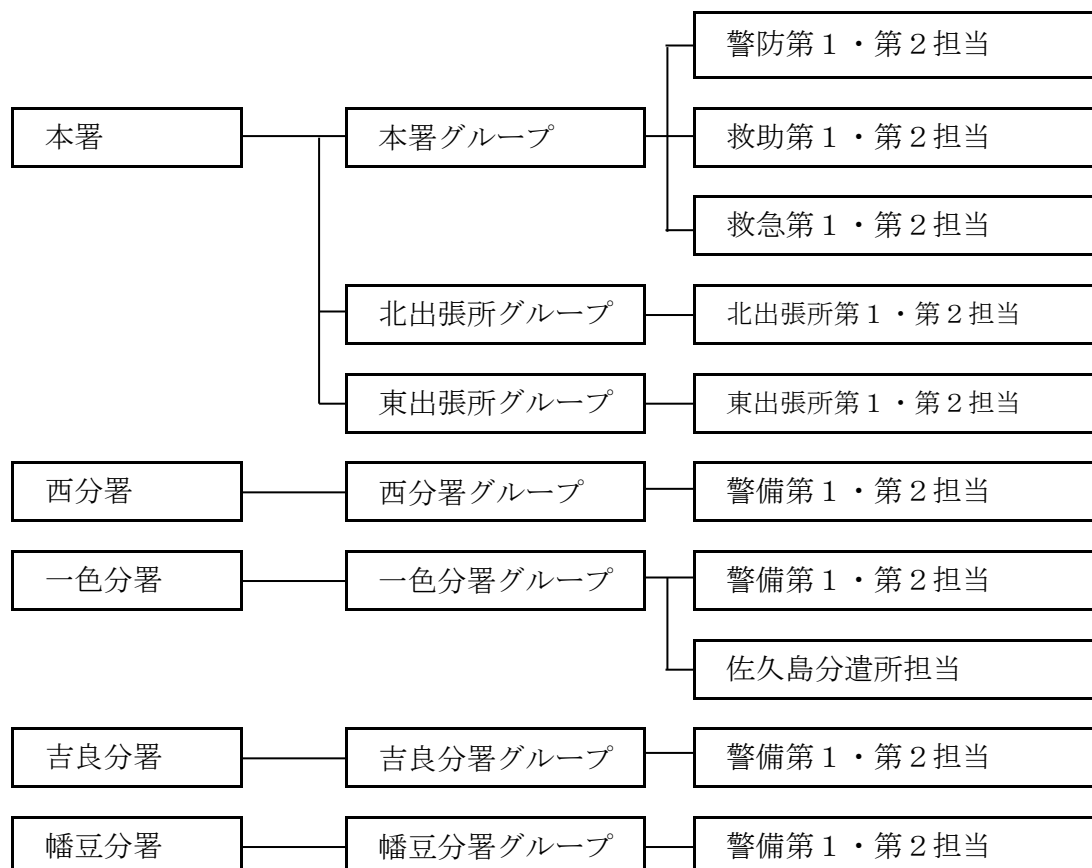 警防第１・第２担当
本署
本署グループ
救助第１・第２担当
救急第１・第２担当
北出張所グループ
北出張所第１・第２担当
東出張所グループ
東出張所第１・第２担当
西分署
西分署グループ
警備第１・第２担当
一色分署
一色分署グループ
警備第１・第２担当
佐久島分遣所担当
吉良分署
吉良分署グループ
警備第１・第２担当
幡豆分署
幡豆分署グループ
警備第１・第２担当